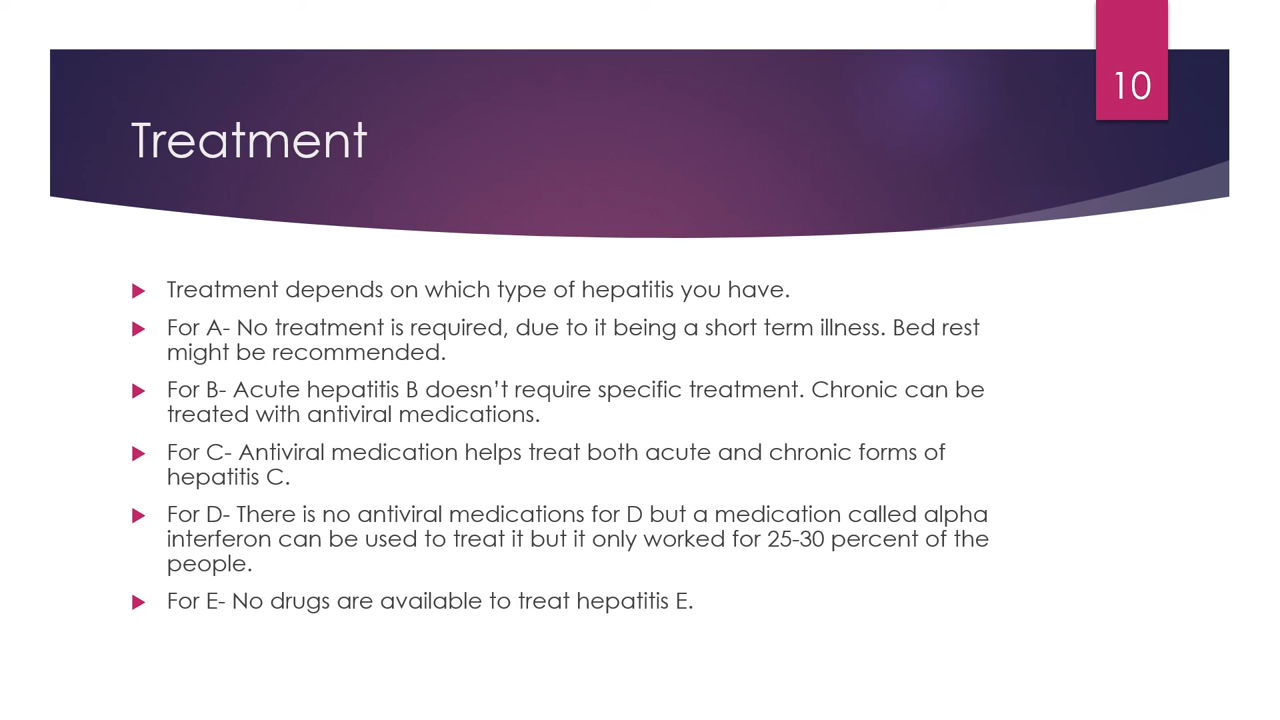 10
Treatment
Treatment depends on which type of hepatitis you have.
For A- No treatment is required, due to it being a short term illness. Bed rest
might be recommended.
For B- Acute hepatitis B doesn’t require specific treatment. Chronic can be
treated with antiviral medications.
For C- Antiviral medication helps treat both acute and chronic forms of
hepatitis C.
For D- There is no antiviral medications for D but a medication called alpha
interferon can be used to treat it but it only worked for 25-30 percent of the
people.
For E- No drugs are available to treat hepatitis E.